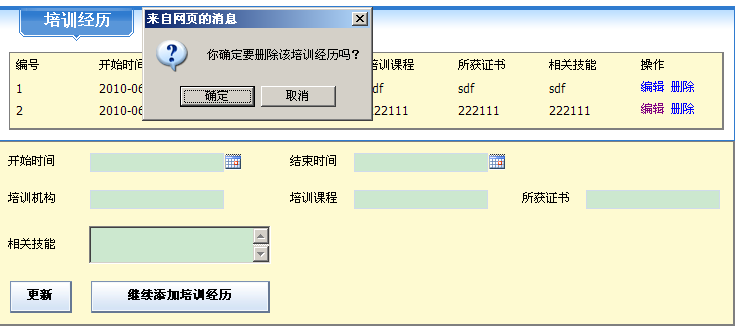 培训经历
来自网页的消息
你确定要删除该培训经历吗？
确定 取消
编号 开始时间 培训课程 所获证书 相关技能 操作
1 2010-06 df sdf sdf 编辑 删除
2 2010-06 222111 222111 编辑 删除
开始时间 结束时间
培训机构 培训课程 所获证书
相关技能
更新 继续添加培训经历